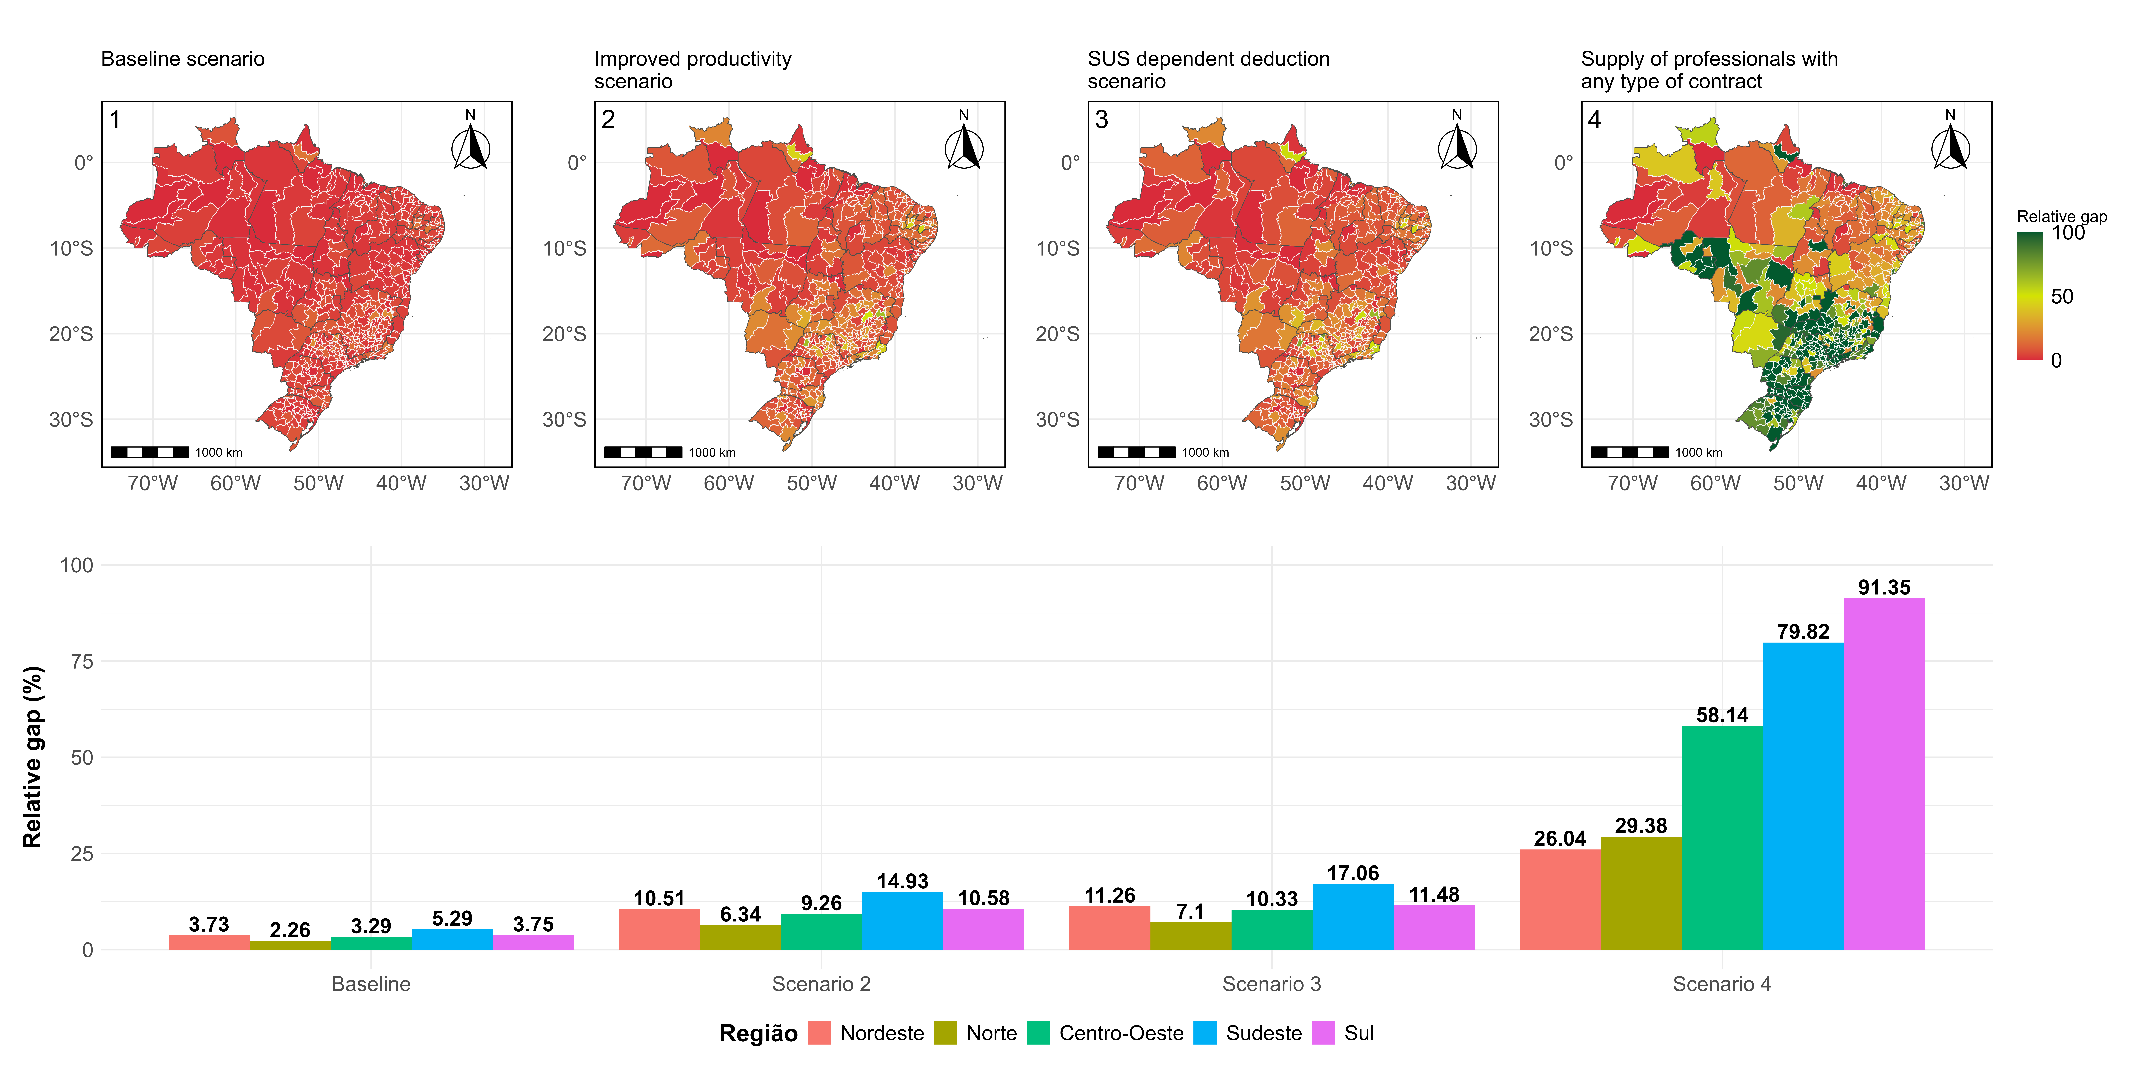 Baseline scenario
Improved productivity
scenario
SUS dependent deduction
scenario
Supply of professionals with
any type of contract
1
N
0°
10°S
20°S
30°S
1000 km
70°W 60°W 50°W 40°W 30°W
2
N
0°
10°S
20°S
30°S
1000 km
70°W 60°W 50°W 40°W 30°W
3
N
0°
10°S
20°S
30°S
1000 km
70°W 60°W 50°W 40°W 30°W
4
N
0°
10°S
20°S
30°S
1000 km
70°W 60°W 50°W 40°W 30°W
Relative gap
100
50
0
Relative gap (%)
100
75
50
25
0
3.73 2.26 3.29 5.29 3.75
10.51 6.34 9.26 14.93 10.58
11.26 7.1 10.33 17.06 11.48
26.04 29.38 58.14 79.82 91.35
Baseline Scenario 2 Scenario 3 Scenario 4
Região Nordeste Norte Centro-Oeste Sudeste Sul